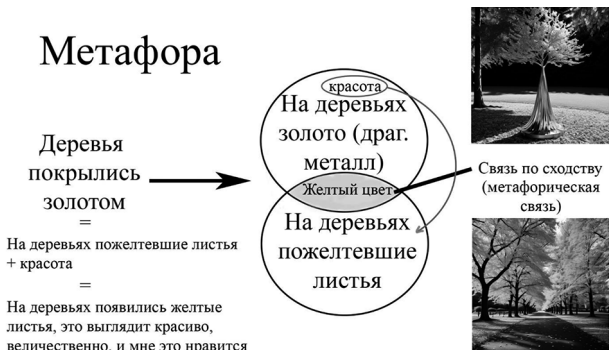 Метафора
Деревья
покрылись
золотом
=
На деревьях пожелтевшие листья
+ красота
=
На деревьях появились желтые
листья, это выглядит красиво,
величественно, и мне это нравится
красота
На деревьях
золото (драг.
металл)
Желтый цвет
На деревьях
пожелтевшие
листья
Связь по сходству
(метафорическая
связь)